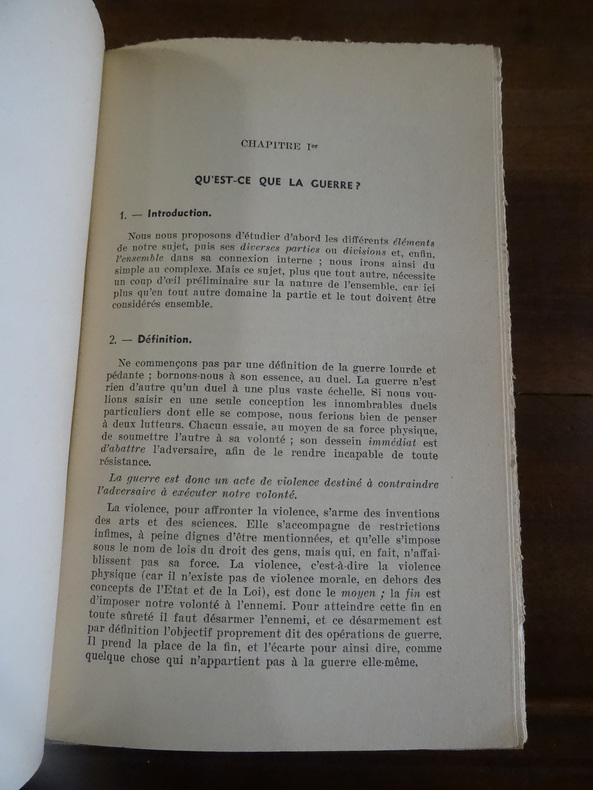 CHAPITRE Iᵉʳ
QU'EST-CE QUE LA GUERRE?
1. — Introduction.
Nous nous proposons d'étudier d'abord les différents éléments
de notre sujet, puis ses diverses parties ou divisions et, enfin,
l'ensemble dans sa connexion interne ; nous irons ainsi du
simple au complexe. Mais ce sujet, plus que tout autre, nécessite
un coup d'œil préliminaire sur la nature de l'ensemble. car ici
plus qu'en tout autre domaine la partie et le tout doivent être
considérés ensemble.
2. — Définition.
Ne commençons pas par une définition de la guerre lourde et
pédante ; bornons-nous à son essence, au duel. La guerre n'est
rien d'autre qu'un duel à une plus vaste échelle. Si nous vou-
lions saisir en une seule conception les innombrables duels
particuliers dont elle se compose, nous ferions bien de penser
à deux lutteurs. Chacun essaie, au moyen de sa force physique,
de soumettre l'autre à sa volonté ; son dessein immédiat est
d'abattre l'adversaire, afin de le rendre incapable de toute
résistance.
La guerre est donc un acte de violence destiné à contraindre
l'adversaire à exécuter notre volonté.
La violence, pour affronter la violence, s'arme des inventions
des arts et des sciences. Elle s'accompagne de restrictions
infimes, à peine dignes d'être mentionnées, et qu'elle s'impose
sous le nom de lois du droit des gens, mais qui, en fait, n'affai-
blissent pas sa force. La violence, c'est-à-dire la violence
physique (car il n'existe pas de violence morale, en dehors des
concepts de l'Etat et de la Loi), est donc le moyen ; la fin est
d'imposer notre volonté à l'ennemi. Pour atteindre cette fin en
toute sûreté il faut désarmer l'ennemi, et ce désarmement est
par définition l'objectif proprement dit des opérations de guerre.
Il prend la place de la fin, et l'écarte pour ainsi dire, comme
quelque chose qui n'appartient pas à la guerre elle-même.